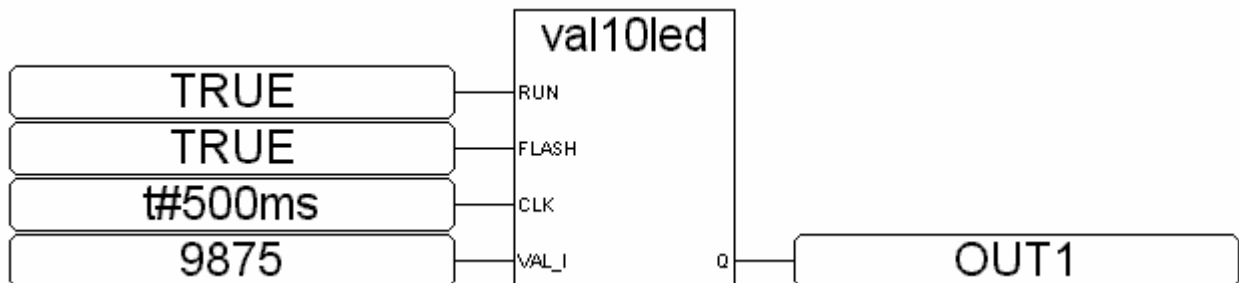 val10led
TRUE RUN
TRUE FLASH
t#500ms CLK
9875 VAL_I Q OUT1